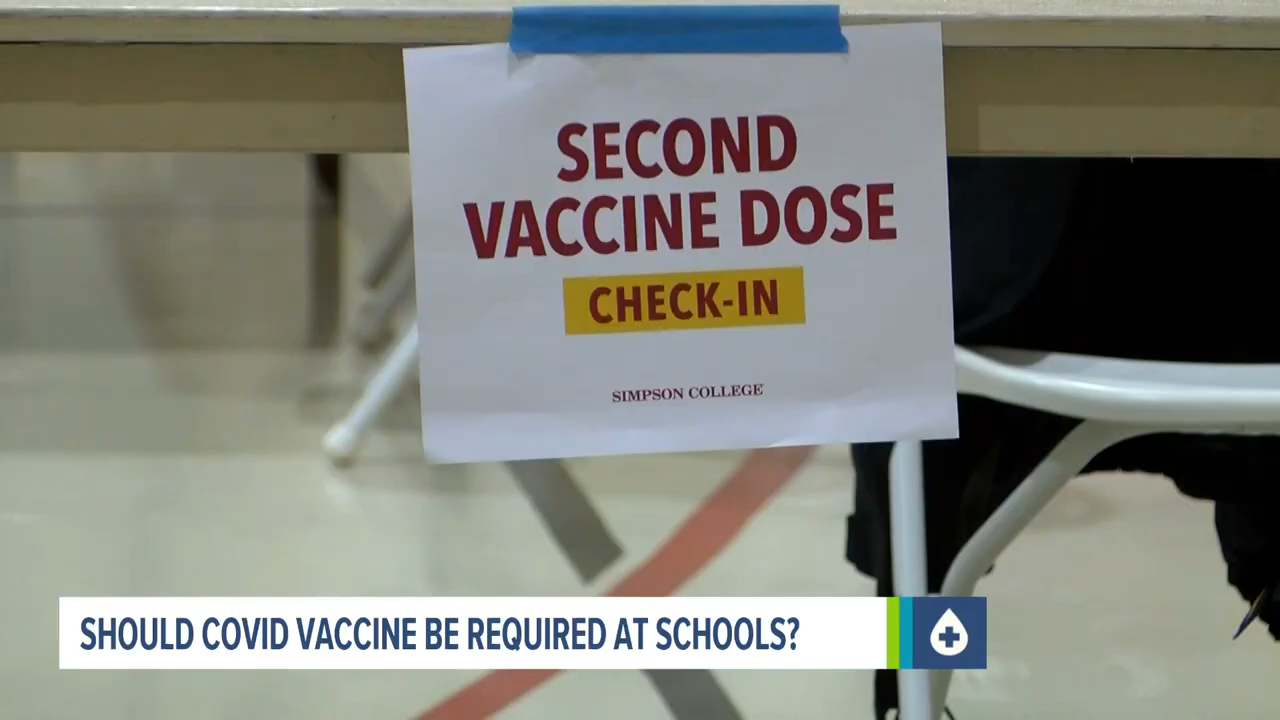 SECOND
VACCINE DOSE
CHECK-IN
SIMPSON COLLEGE
SHOULD COVID VACCINE BE REQUIRED AT SCHOOLS?